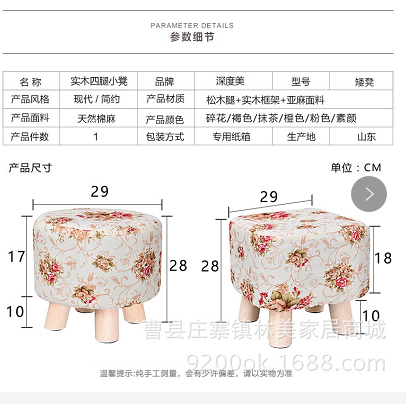 PARAMETER DETAILS
参数细节
名 称 实木四腿小凳 品牌 深度美 型号 矮凳
产品风格 现代 / 简约 产品材质 松木腿+实木框架+亚麻面料
产品面料 天然棉麻 产品颜色 碎花/褐色/抹茶/橙色/粉色/素颜
产品件数 1 包装方式 专用纸箱 生产地 山东
产品尺寸 单位：CM
29 29
17 28 28 18
10 10
曹县庄寨镇林美家居商城
9200ok.1688.com
温馨提示:纯手工测量，会有少许偏差，请以实物为准